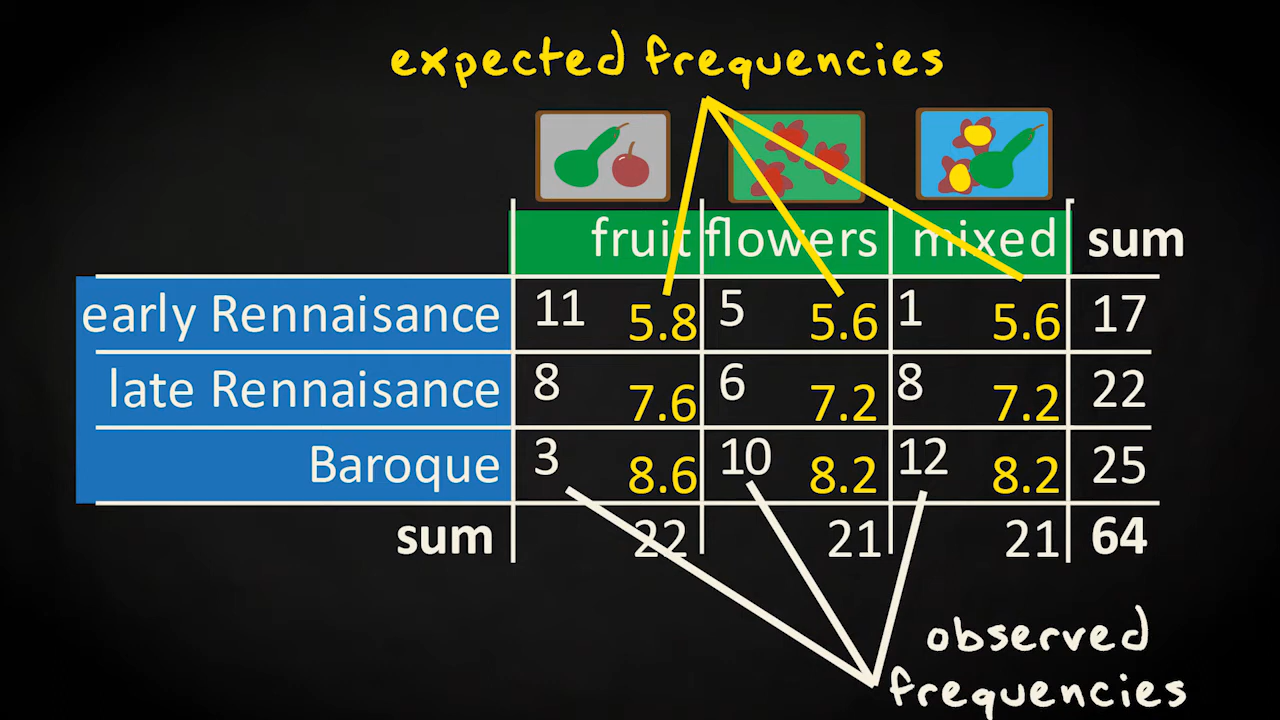 expected frequencies
fruit flowers mixed sum
early Rennaisance 11 5.8 5 5.6 1 5.6 17
late Rennaisance 8 7.6 6 7.2 8 7.2 22
Baroque 3 8.6 10 8.2 12 8.2 25
sum 22 21 21 64
observed
frequencies